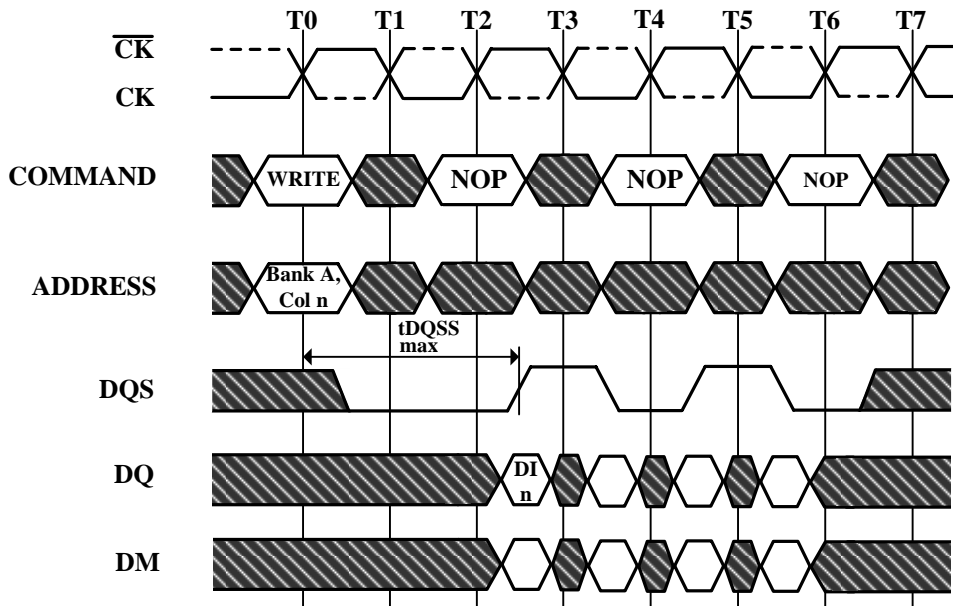 T0 T1 T2 T3 T4 T5 T6 T7
CK
CK
COMMAND WRITE NOP NOP NOP
ADDRESS Bank A,
Col n
tDQSS
max
DQS
DQ DI
n
DM